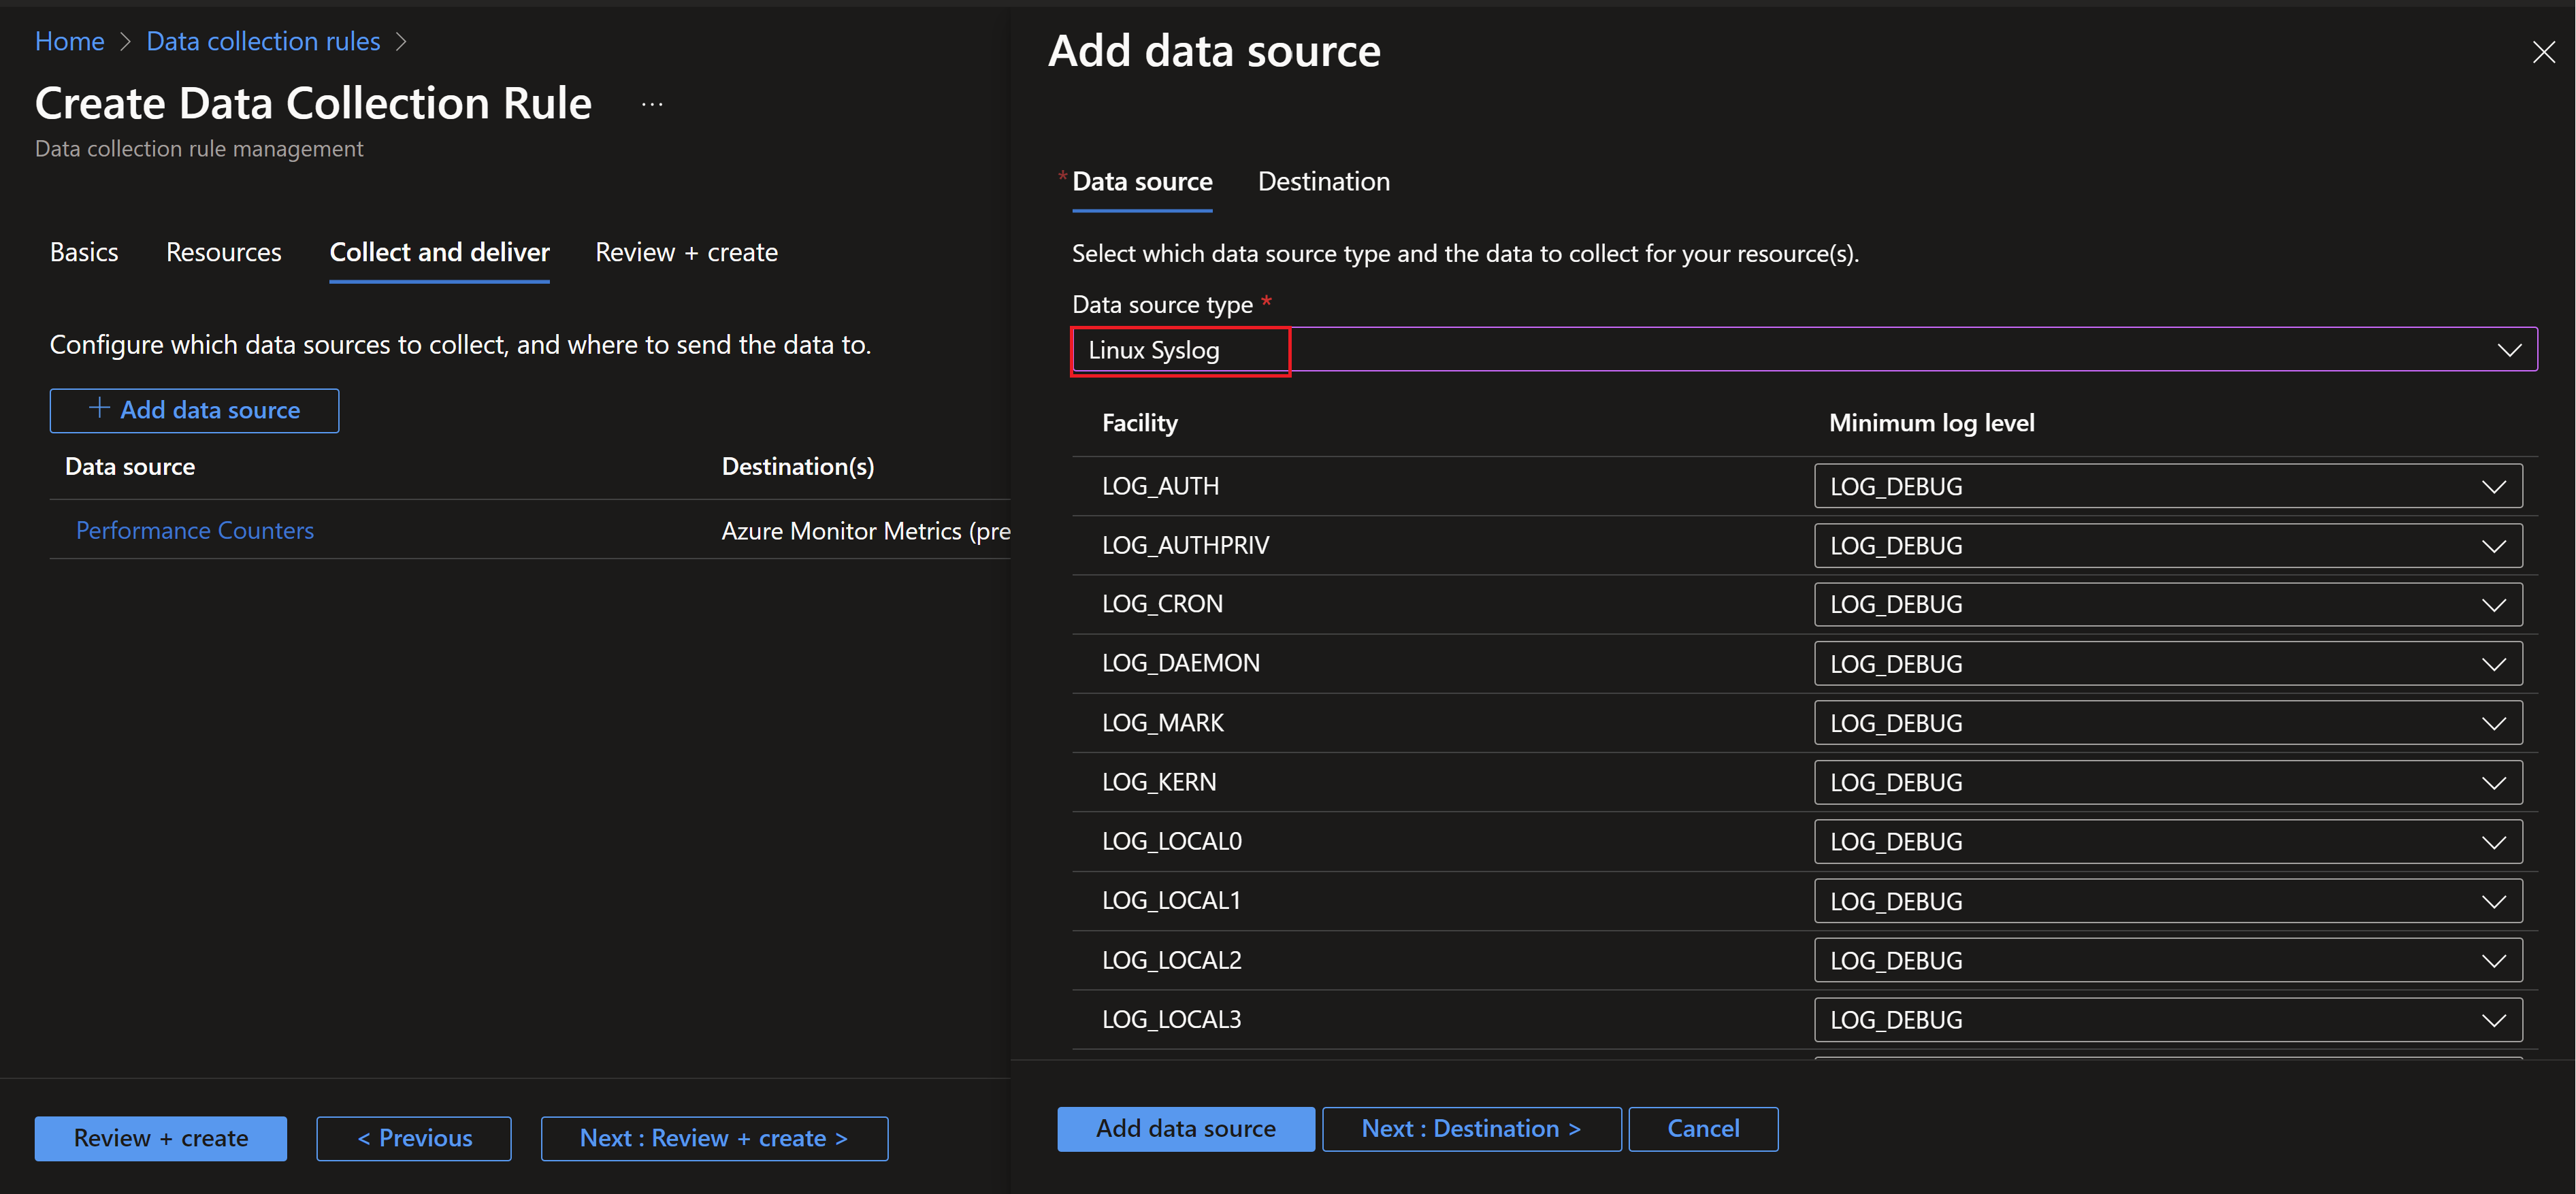 Home > Data collection rules >
Create Data Collection Rule ...
Data collection rule management
Basics Resources Collect and deliver Review + create
Configure which data sources to collect, and where to send the data to.
+ Add data source
Data source Destination(s)
Performance Counters Azure Monitor Metrics (pre
Review + create < Previous Next : Review + create >
Add data source
* Data source Destination
Select which data source type and the data to collect for your resource(s).
Data source type *
Linux Syslog
Facility Minimum log level
LOG_AUTH LOG_DEBUG
LOG_AUTHPRIV LOG_DEBUG
LOG_CRON LOG_DEBUG
LOG_DAEMON LOG_DEBUG
LOG_MARK LOG_DEBUG
LOG_KERN LOG_DEBUG
LOG_LOCAL0 LOG_DEBUG
LOG_LOCAL1 LOG_DEBUG
LOG_LOCAL2 LOG_DEBUG
LOG_LOCAL3 LOG_DEBUG
Add data source Next : Destination > Cancel